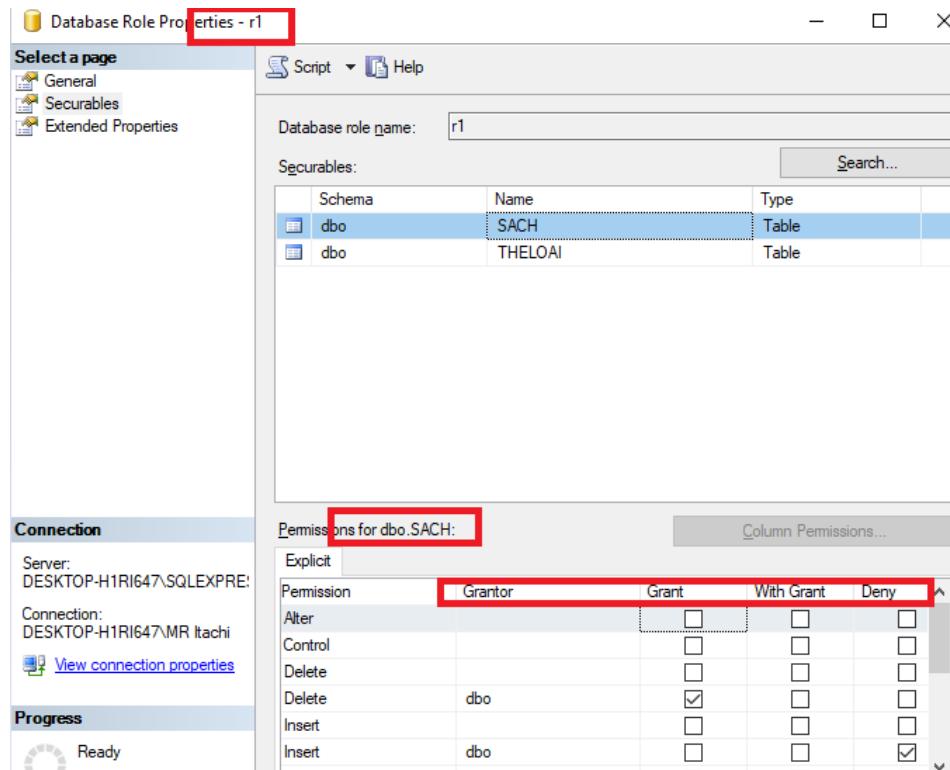 Database Role Properties - r1
Select a page
General
Securables
Extended Properties
Script
Help
Database role name: r1
Securables:
Search...
Schema Name Type
dbo SACH Table
dbo THELOAI Table
Connection
Server:
DESKTOP-H1RI647\SQLEXPRE
Connection:
DESKTOP-H1RI647\MR Itachi
View connection properties
Progress
Ready
Permissions for dbo.SACH:
Column Permissions...
Explicit
Permission Grantor Grant With Grant Deny
Alter
Control
Delete
Delete dbo
Insert
Insert dbo